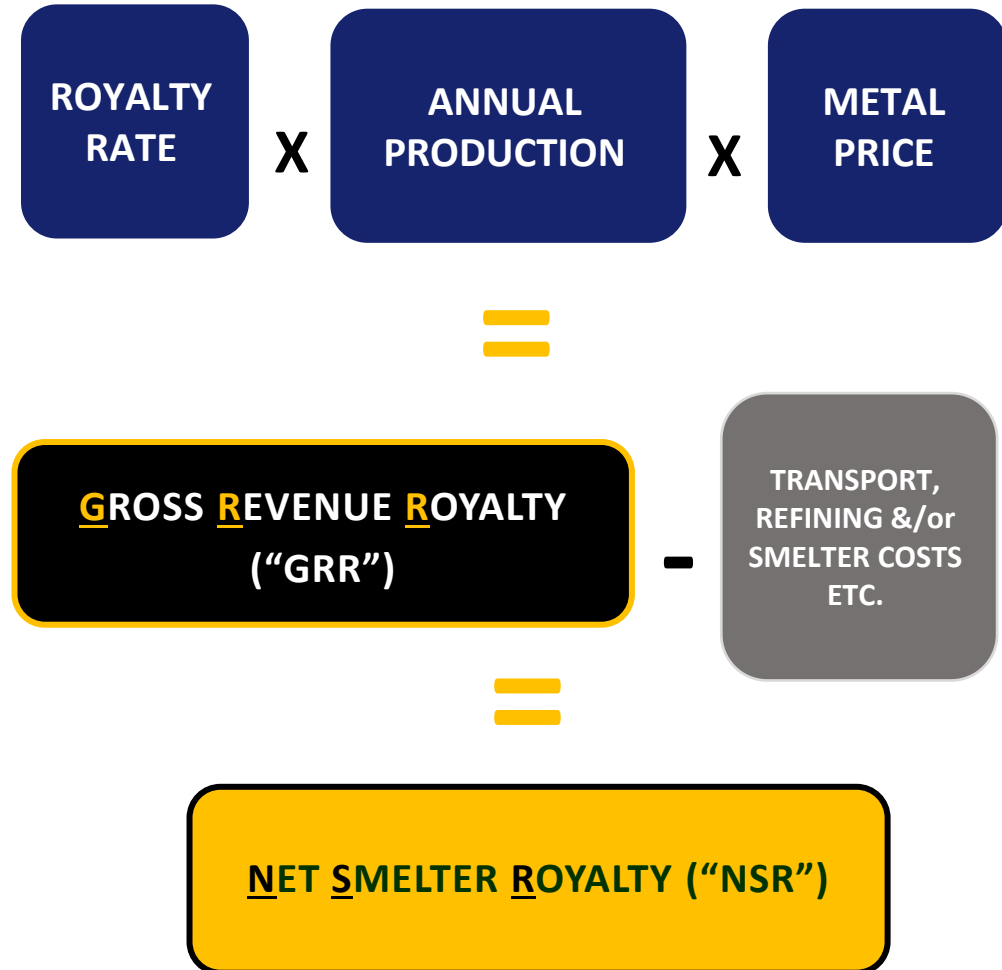 ROYALTY
RATE
X
ANNUAL
PRODUCTION
X
METAL
PRICE
=
GROSS REVENUE ROYALTY
(“GRR”)
-
TRANSPORT,
REFINING &/or
SMELTER COSTS
ETC.
=
NET SMELTER ROYALTY (“NSR”)